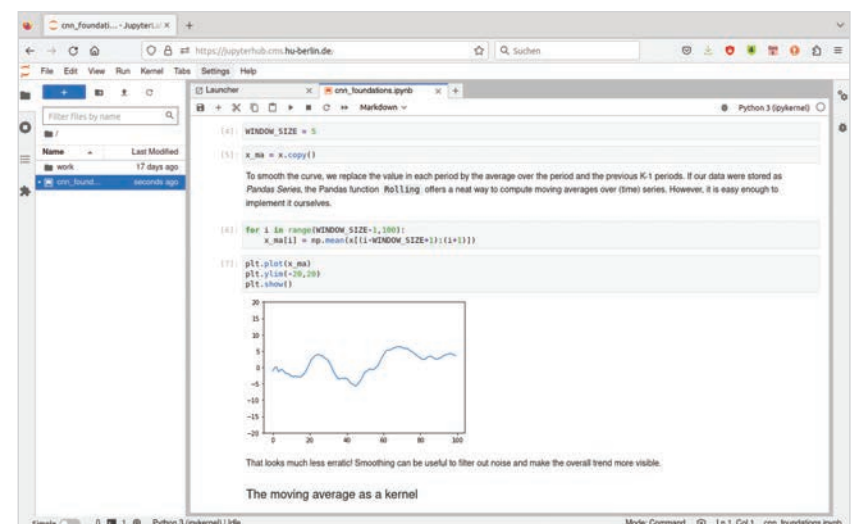 cnn_foundati... - JupyterLa
https://jupyterhub.cms.hu-berlin.de/
Suchen
File Edit View Run Kernel Tabs Settings Help
Launcher
cnn_foundations.ipynb
Markdown
Python 3 (ipykernel)
Filter files by name
/
Name
Last Modified
work
17 days ago
cnn_found...
seconds ago
[4]: WINDOW_SIZE = 5
[5]: x_ma = x.copy()
To smooth the curve, we replace the value in each period by the average over the period and the previous K-1 periods. If our data were stored as
Pandas Series, the Pandas function Rolling offers a neat way to compute moving averages over (time) series. However, it is easy enough to
implement it ourselves.
[6]: for i in range(WINDOW_SIZE-1,100):
x_ma[i] = np.mean(x[(i-WINDOW_SIZE+1):(i+1)])
[7]: plt.plot(x_ma)
plt.ylim(-20,20)
plt.show()
20
15
10
5
0
-5
-10
-15
-20
0 20 40 60 80 100
That looks much less erratic! Smoothing can be useful to filter out noise and make the overall trend more visible.
The moving average as a kernel
Simple 0 1 Python 3 (ipykernel) | Idle
Mode: Command Ln 1, Col 1 cnn_foundations.ipynb